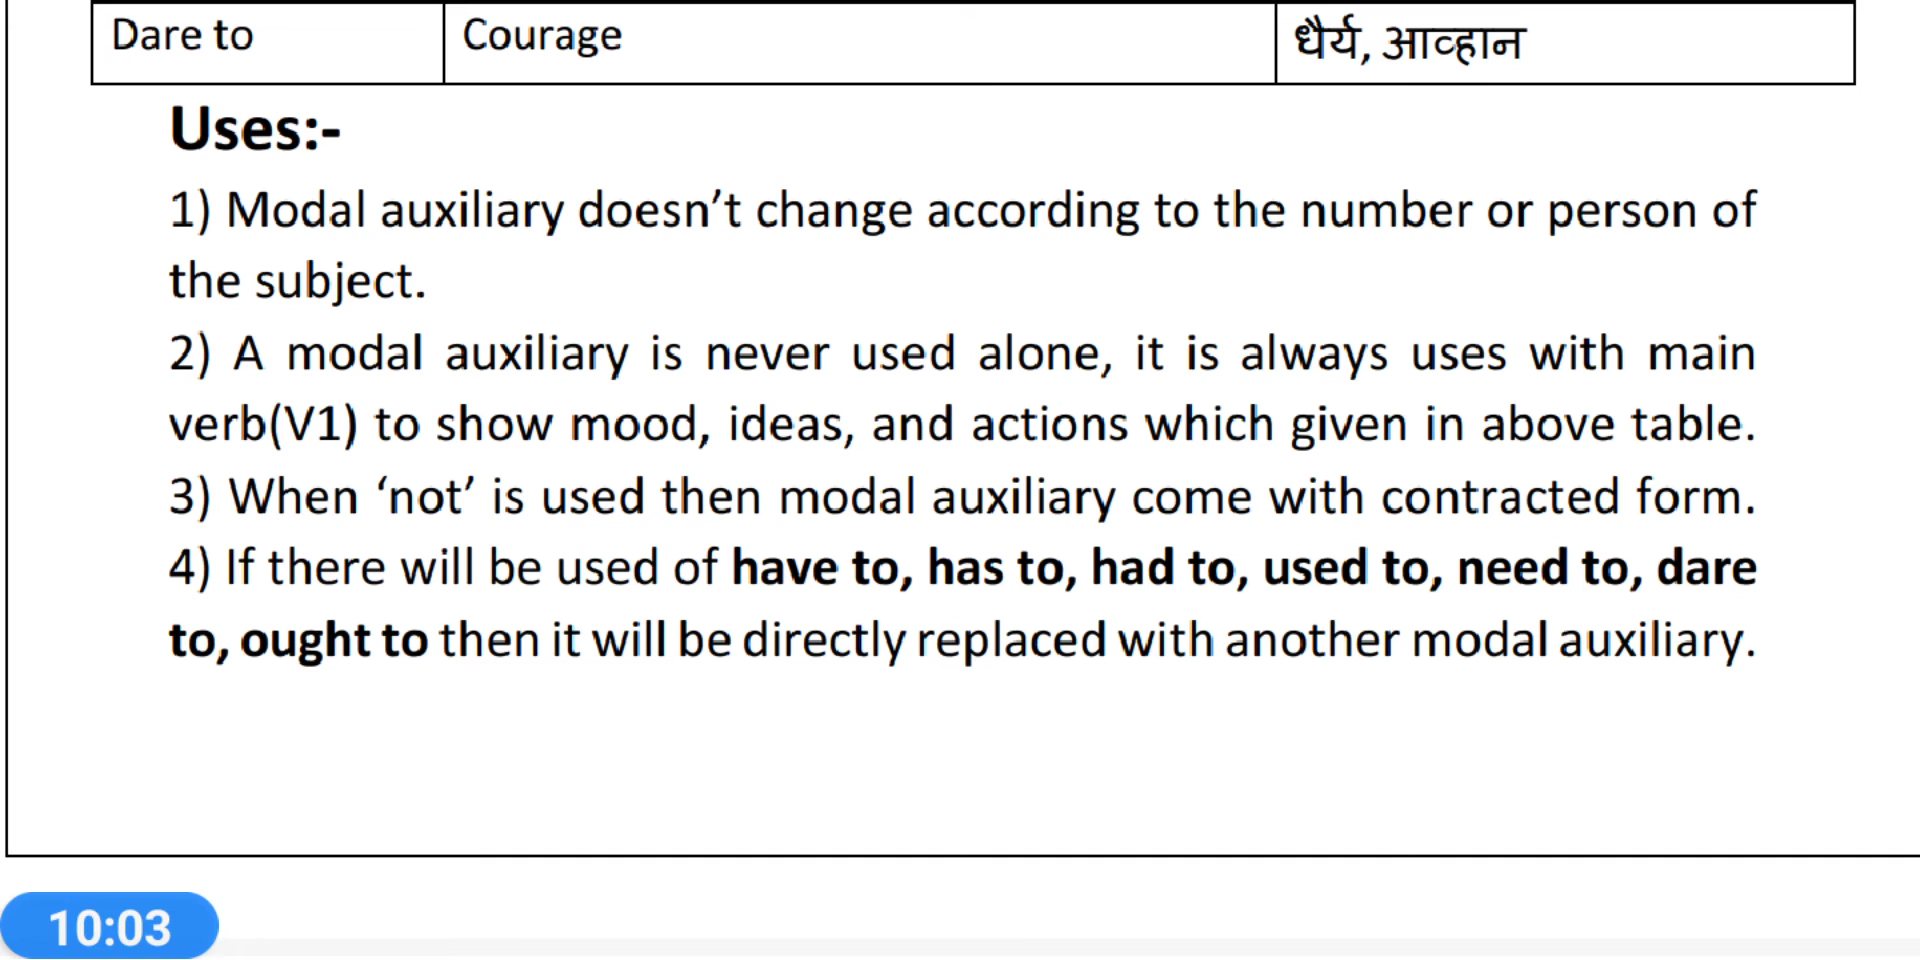 Dare to Courage धैर्य, आव्हान
Uses:-
1) Modal auxiliary doesn’t change according to the number or person of
the subject.
2) A modal auxiliary is never used alone, it is always uses with main
verb(V1) to show mood, ideas, and actions which given in above table.
3) When ‘not’ is used then modal auxiliary come with contracted form.
4) If there will be used of have to, has to, had to, used to, need to, dare
to, ought to then it will be directly replaced with another modal auxiliary.
10:03